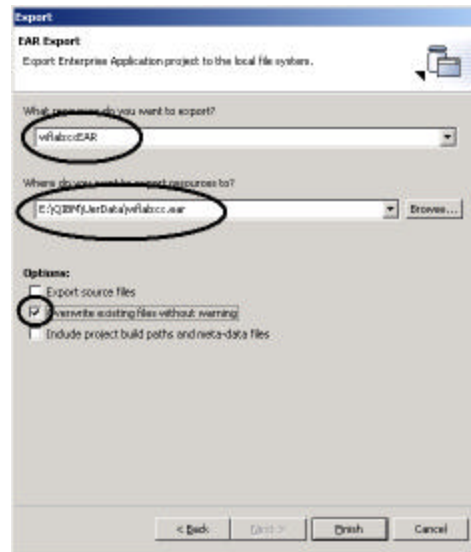 Export
EAR Export
Export Enterprise Application project to the local file system.
What resources do you want to export?
wflabccEAR
Where do you want to export resources to?
E:\QIBM\UerData\wflabcc.ear
Browse...
Options:
Export source files
Overwrite existing files without warning
Include project build paths and meta-data files
< Back
Next >
Finish
Cancel